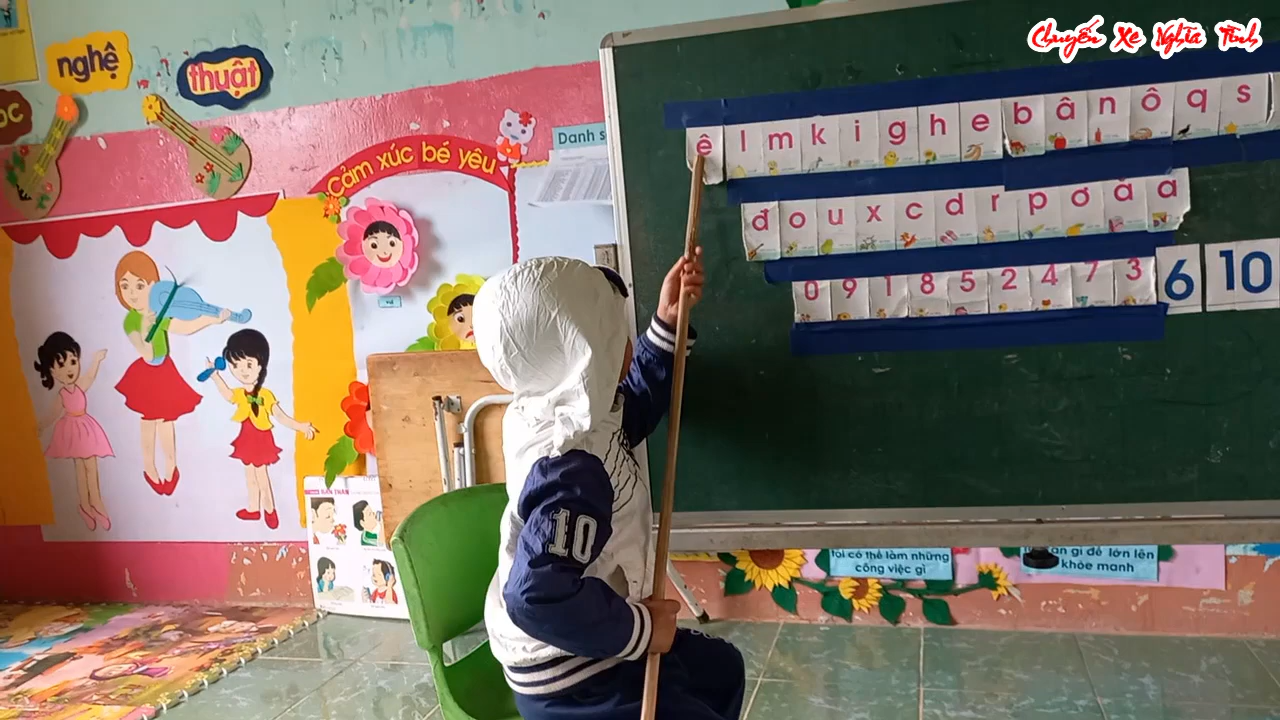 Chuyến Xe Nghĩa Tình
nghệ
thuật
Cảm xúc bé yêu
Danh s
ê l m k i g h e b â n ô q s
đ o u x c d r p ơ ă a
0 9 1 8 5 2 4 7 3 6 10
10
BẢN THÂN
tôi có thể làm những
công việc gì
ăn gì để lớn lên
khỏe mạnh